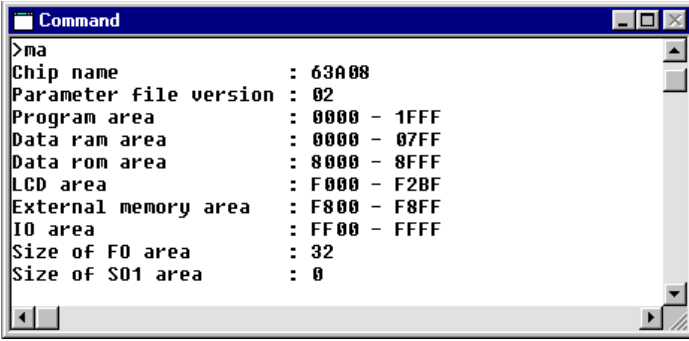 Command
>ma
Chip name : 63A08
Parameter file version : 02
Program area : 0000 - 1FFF
Data ram area : 0000 - 07FF
Data rom area : 8000 - 8FFF
LCD area : F000 - F2BF
External memory area : F800 - F8FF
IO area : FF00 - FFFF
Size of FO area : 32
Size of SO1 area : 0